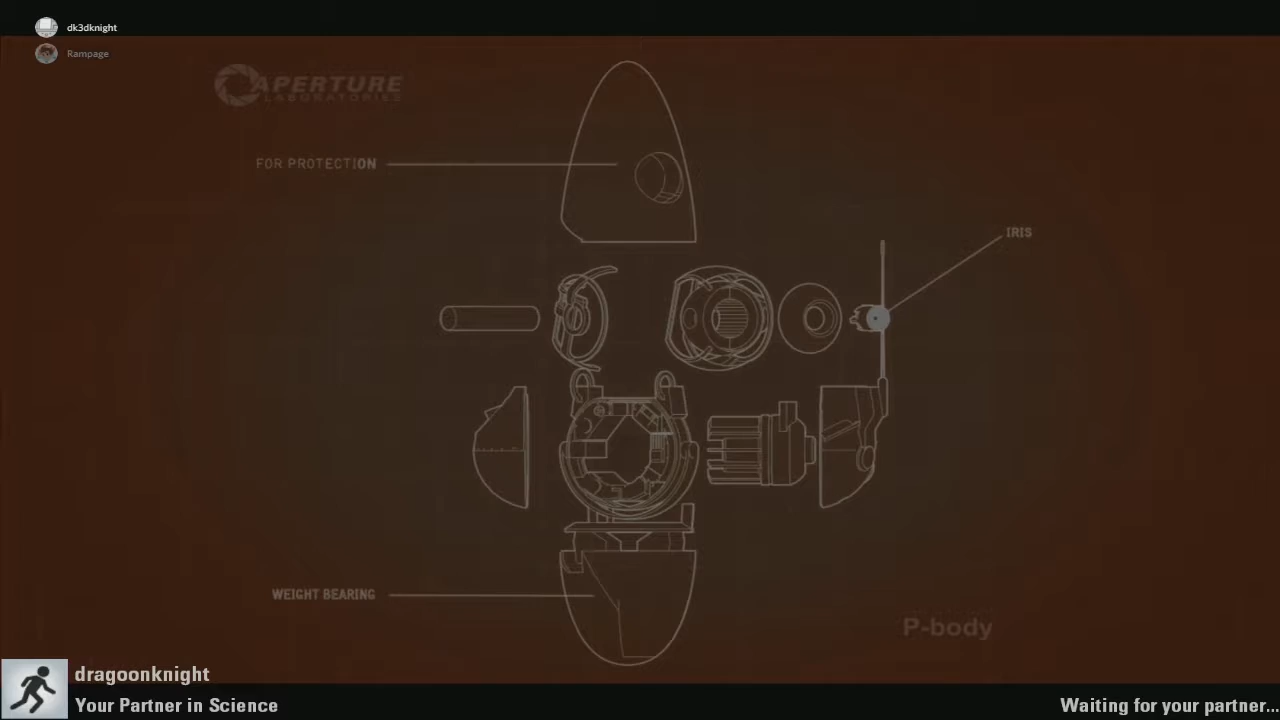 dk3dknight
Rampage
APERTURE
LABORATORIES
FOR PROTECTION
IRIS
WEIGHT BEARING
P-body
dragoonknight
Your Partner in Science
Waiting for your partner...